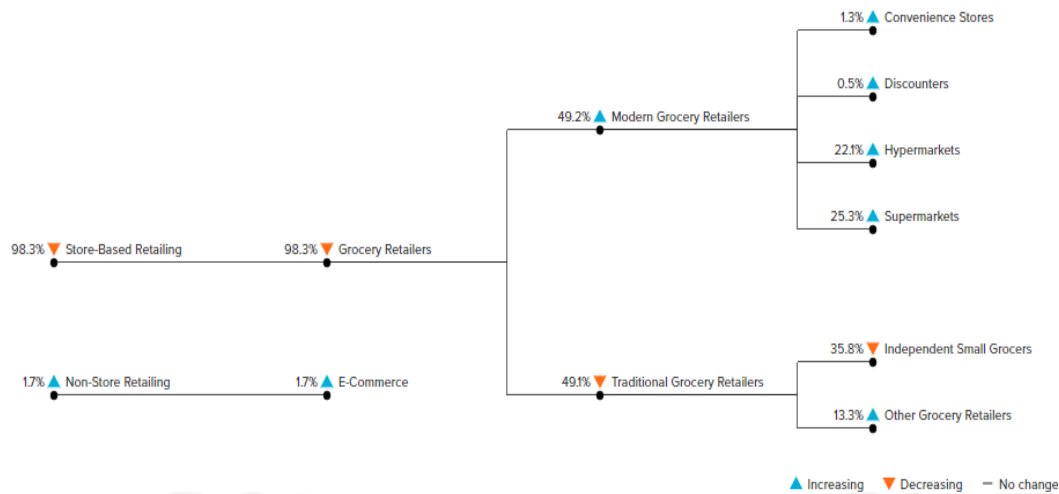 1.3% Convenience Stores
0.5% Discounters
49.2% Modern Grocery Retailers
22.1% Hypermarkets
25.3% Supermarkets
98.3% Store-Based Retailing
98.3% Grocery Retailers
35.8% Independent Small Grocers
1.7% Non-Store Retailing
1.7% E-Commerce
49.1% Traditional Grocery Retailers
13.3% Other Grocery Retailers
Increasing Decreasing No change